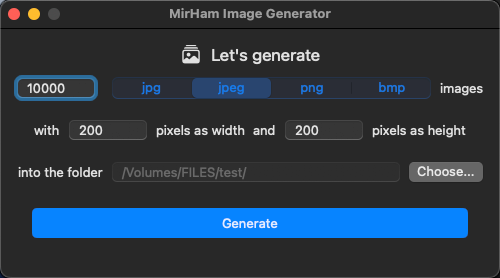 MirHam Image Generator
Let's generate
10000 jpg jpeg png bmp images
with 200 pixels as width and 200 pixels as height
into the folder /Volumes/FILES/test/ Choose...
Generate